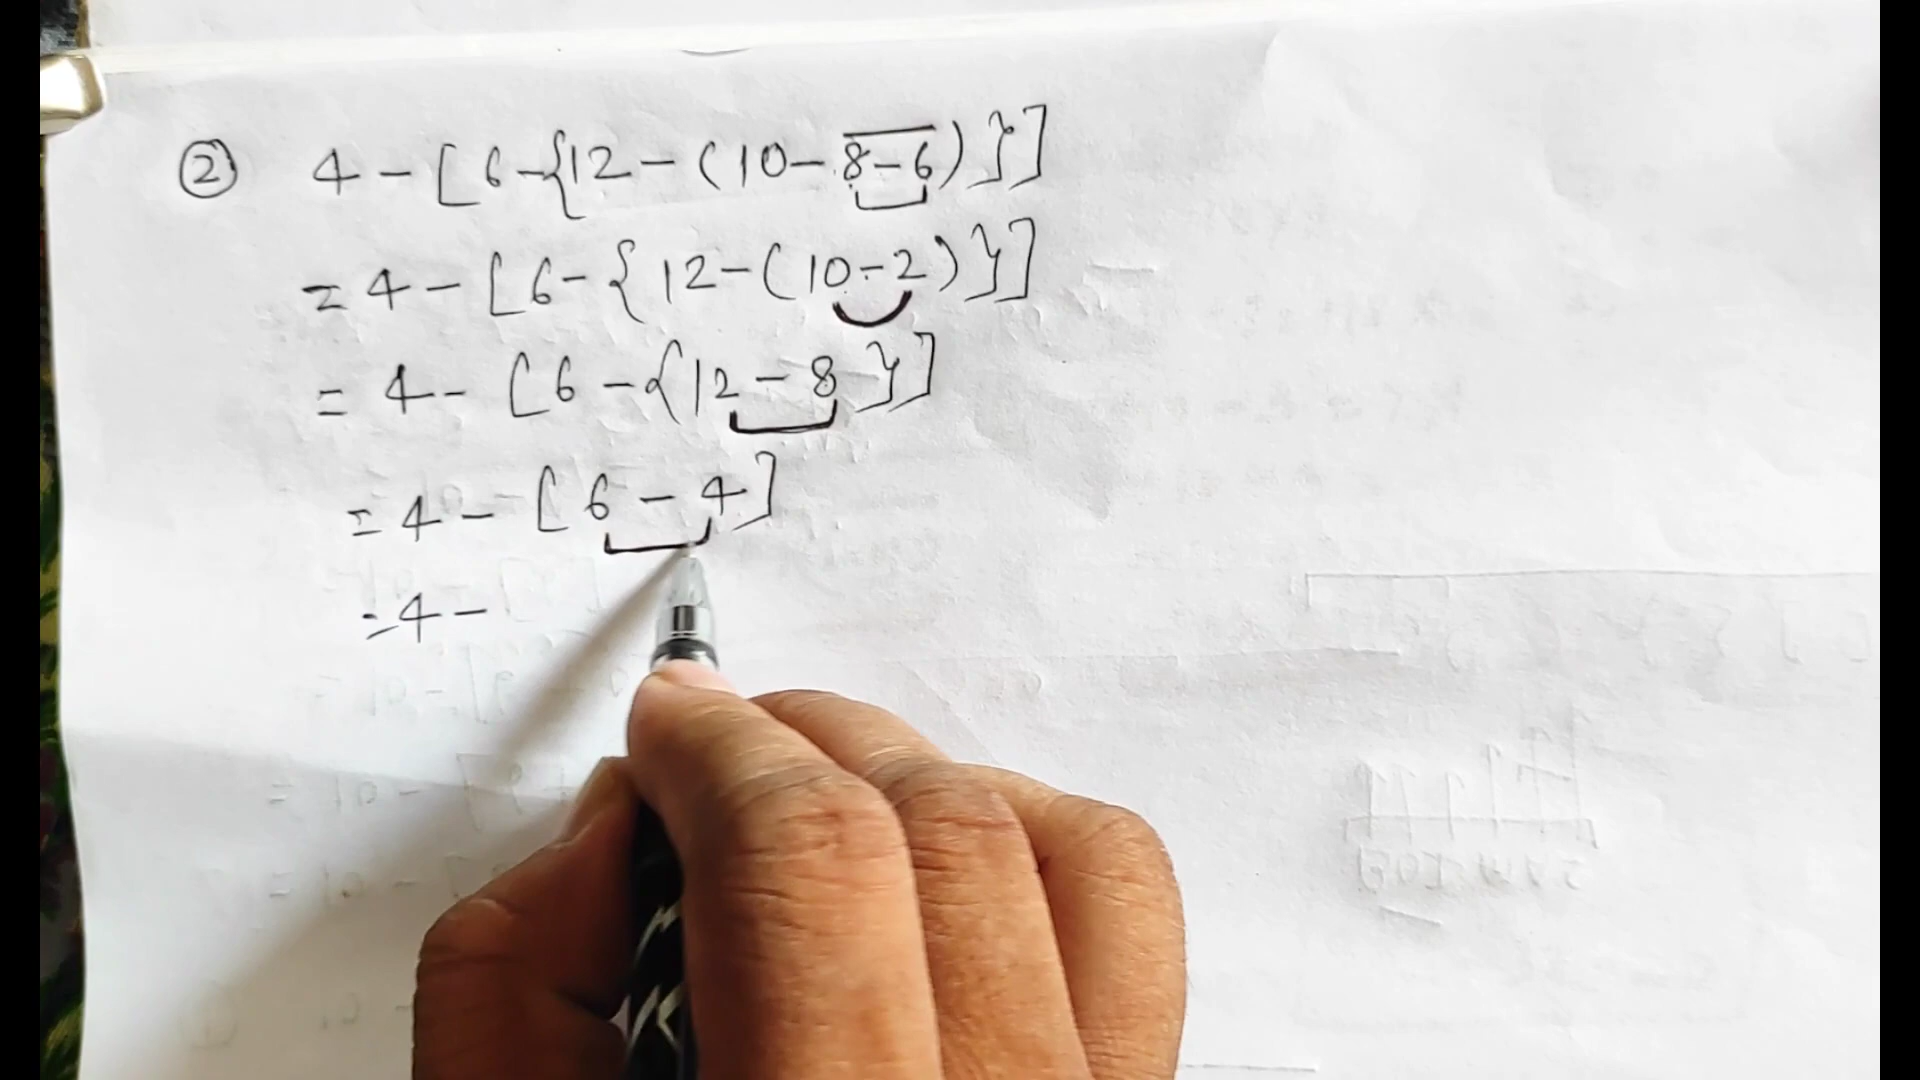 ② 4 - [6-{12-(10-8̅-̅6̅)}]
= 4 - [6-{12-(10-2)}]
= 4 - [6-{12-8}]
= 4 - [6-4]
= 4 -